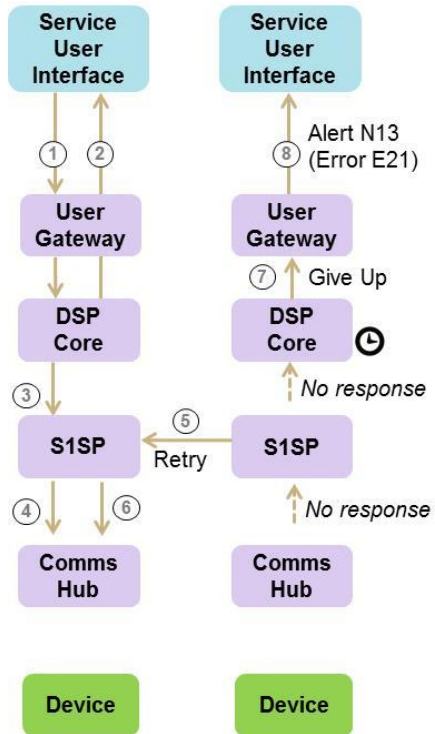 Service
User
Interface
Service
User
Interface
1
2
8
Alert N13
(Error E21)
User
Gateway
User
Gateway
7
Give Up
DSP
Core
DSP
Core
No response
3
5
S1SP
Retry
S1SP
4
6
No response
Comms
Hub
Comms
Hub
Device
Device